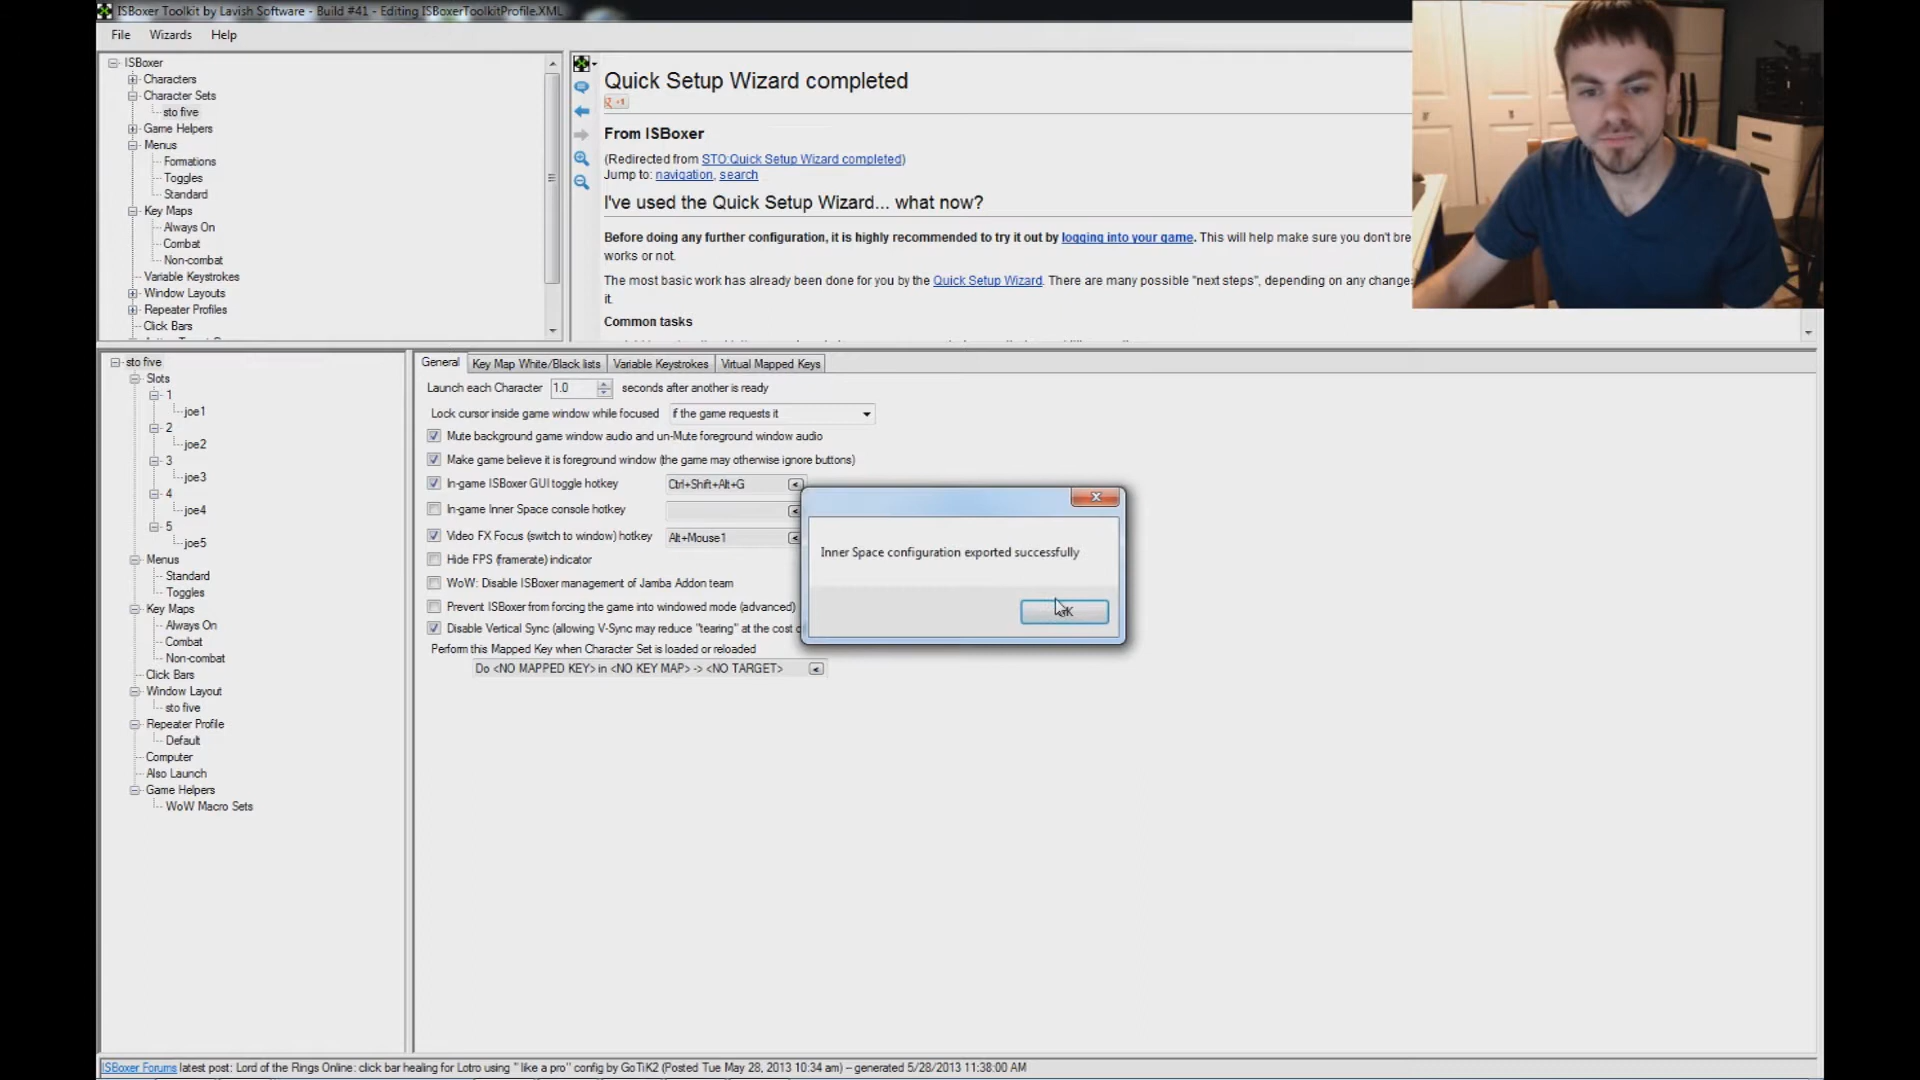 ISBoxer Toolkit by Lavish Software - Build #41 - Editing ISBoxerToolkitProfile.XML
File Wizards Help
ISBoxer
Characters
Character Sets
sto five
Game Helpers
Menus
Formations
Toggles
Standard
Key Maps
Always On
Combat
Non-combat
Variable Keystrokes
Window Layouts
Repeater Profiles
Click Bars
Quick Setup Wizard completed
+1
From ISBoxer
(Redirected from STO:Quick Setup Wizard completed)
Jump to: navigation, search
I've used the Quick Setup Wizard... what now?
Before doing any further configuration, it is highly recommended to try it out by logging into your game. This will help make sure you don't bre
works or not.
The most basic work has already been done for you by the Quick Setup Wizard. There are many possible "next steps", depending on any change
it.
Common tasks
sto five
Slots
1
joe1
2
joe2
3
joe3
4
joe4
5
joe5
Menus
Standard
Toggles
Key Maps
Always On
Combat
Non-combat
Click Bars
Window Layout
sto five
Repeater Profile
Default
Computer
Also Launch
Game Helpers
WoW Macro Sets
General Key Map White/Black lists Variable Keystrokes Virtual Mapped Keys
Launch each Character 1.0 seconds after another is ready
Lock cursor inside game window while focused if the game requests it
Mute background game window audio and un-Mute foreground window audio
Make game believe it is foreground window (the game may otherwise ignore buttons)
In-game ISBoxer GUI toggle hotkey Ctrl+Shift+Alt+G <
In-game Inner Space console hotkey <
Video FX Focus (switch to window) hotkey Alt+Mouse1 <
Hide FPS (framerate) indicator
WoW: Disable ISBoxer management of Jamba Addon team
Prevent ISBoxer from forcing the game into windowed mode (advanced)
Disable Vertical Sync (allowing V-Sync may reduce "tearing" at the cost o
Perform this Mapped Key when Character Set is loaded or reloaded
Do <NO MAPPED KEY> in <NO KEY MAP> -> <NO TARGET> <
Inner Space configuration exported successfully
OK
ISBoxer Forums latest post: Lord of the Rings Online: click bar healing for Lotro using " like a pro" config by GoTiK2 (Posted Tue May 28, 2013 10:34 am) -- generated 5/28/2013 11:38:00 AM